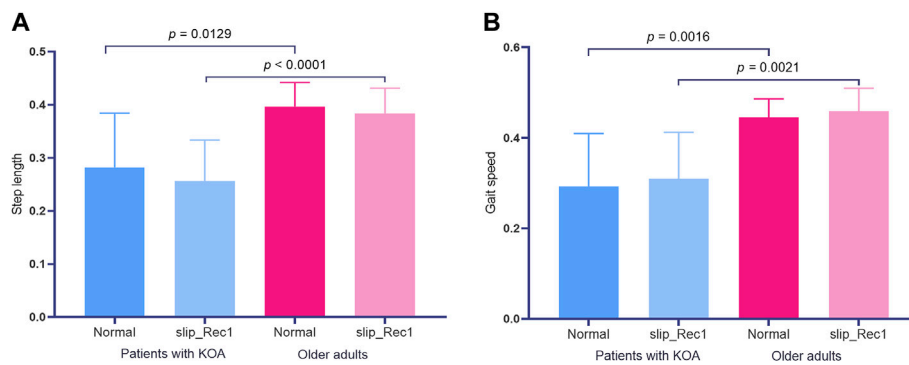 A
p = 0.0129
p < 0.0001
0.5
0.4
0.3
0.2
0.1
0.0
Step length
Normal
slip_Rec1
Normal
slip_Rec1
Patients with KOA
Older adults
B
p = 0.0016
p = 0.0021
0.6
0.4
0.2
0.0
Gait speed
Normal
slip_Rec1
Normal
slip_Rec1
Patients with KOA
Older adults